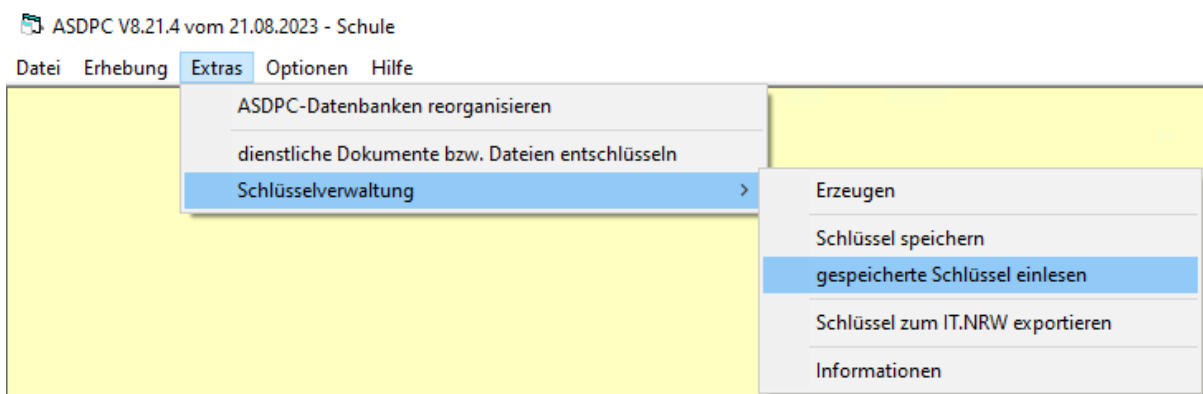 ASDPC V8.21.4 vom 21.08.2023 - Schule
Datei Erhebung Extras Optionen Hilfe
ASDPC-Datenbanken reorganisieren
dienstliche Dokumente bzw. Dateien entschlüsseln
Schlüsselverwaltung
Erzeugen
Schlüssel speichern
gespeicherte Schlüssel einlesen
Schlüssel zum IT.NRW exportieren
Informationen